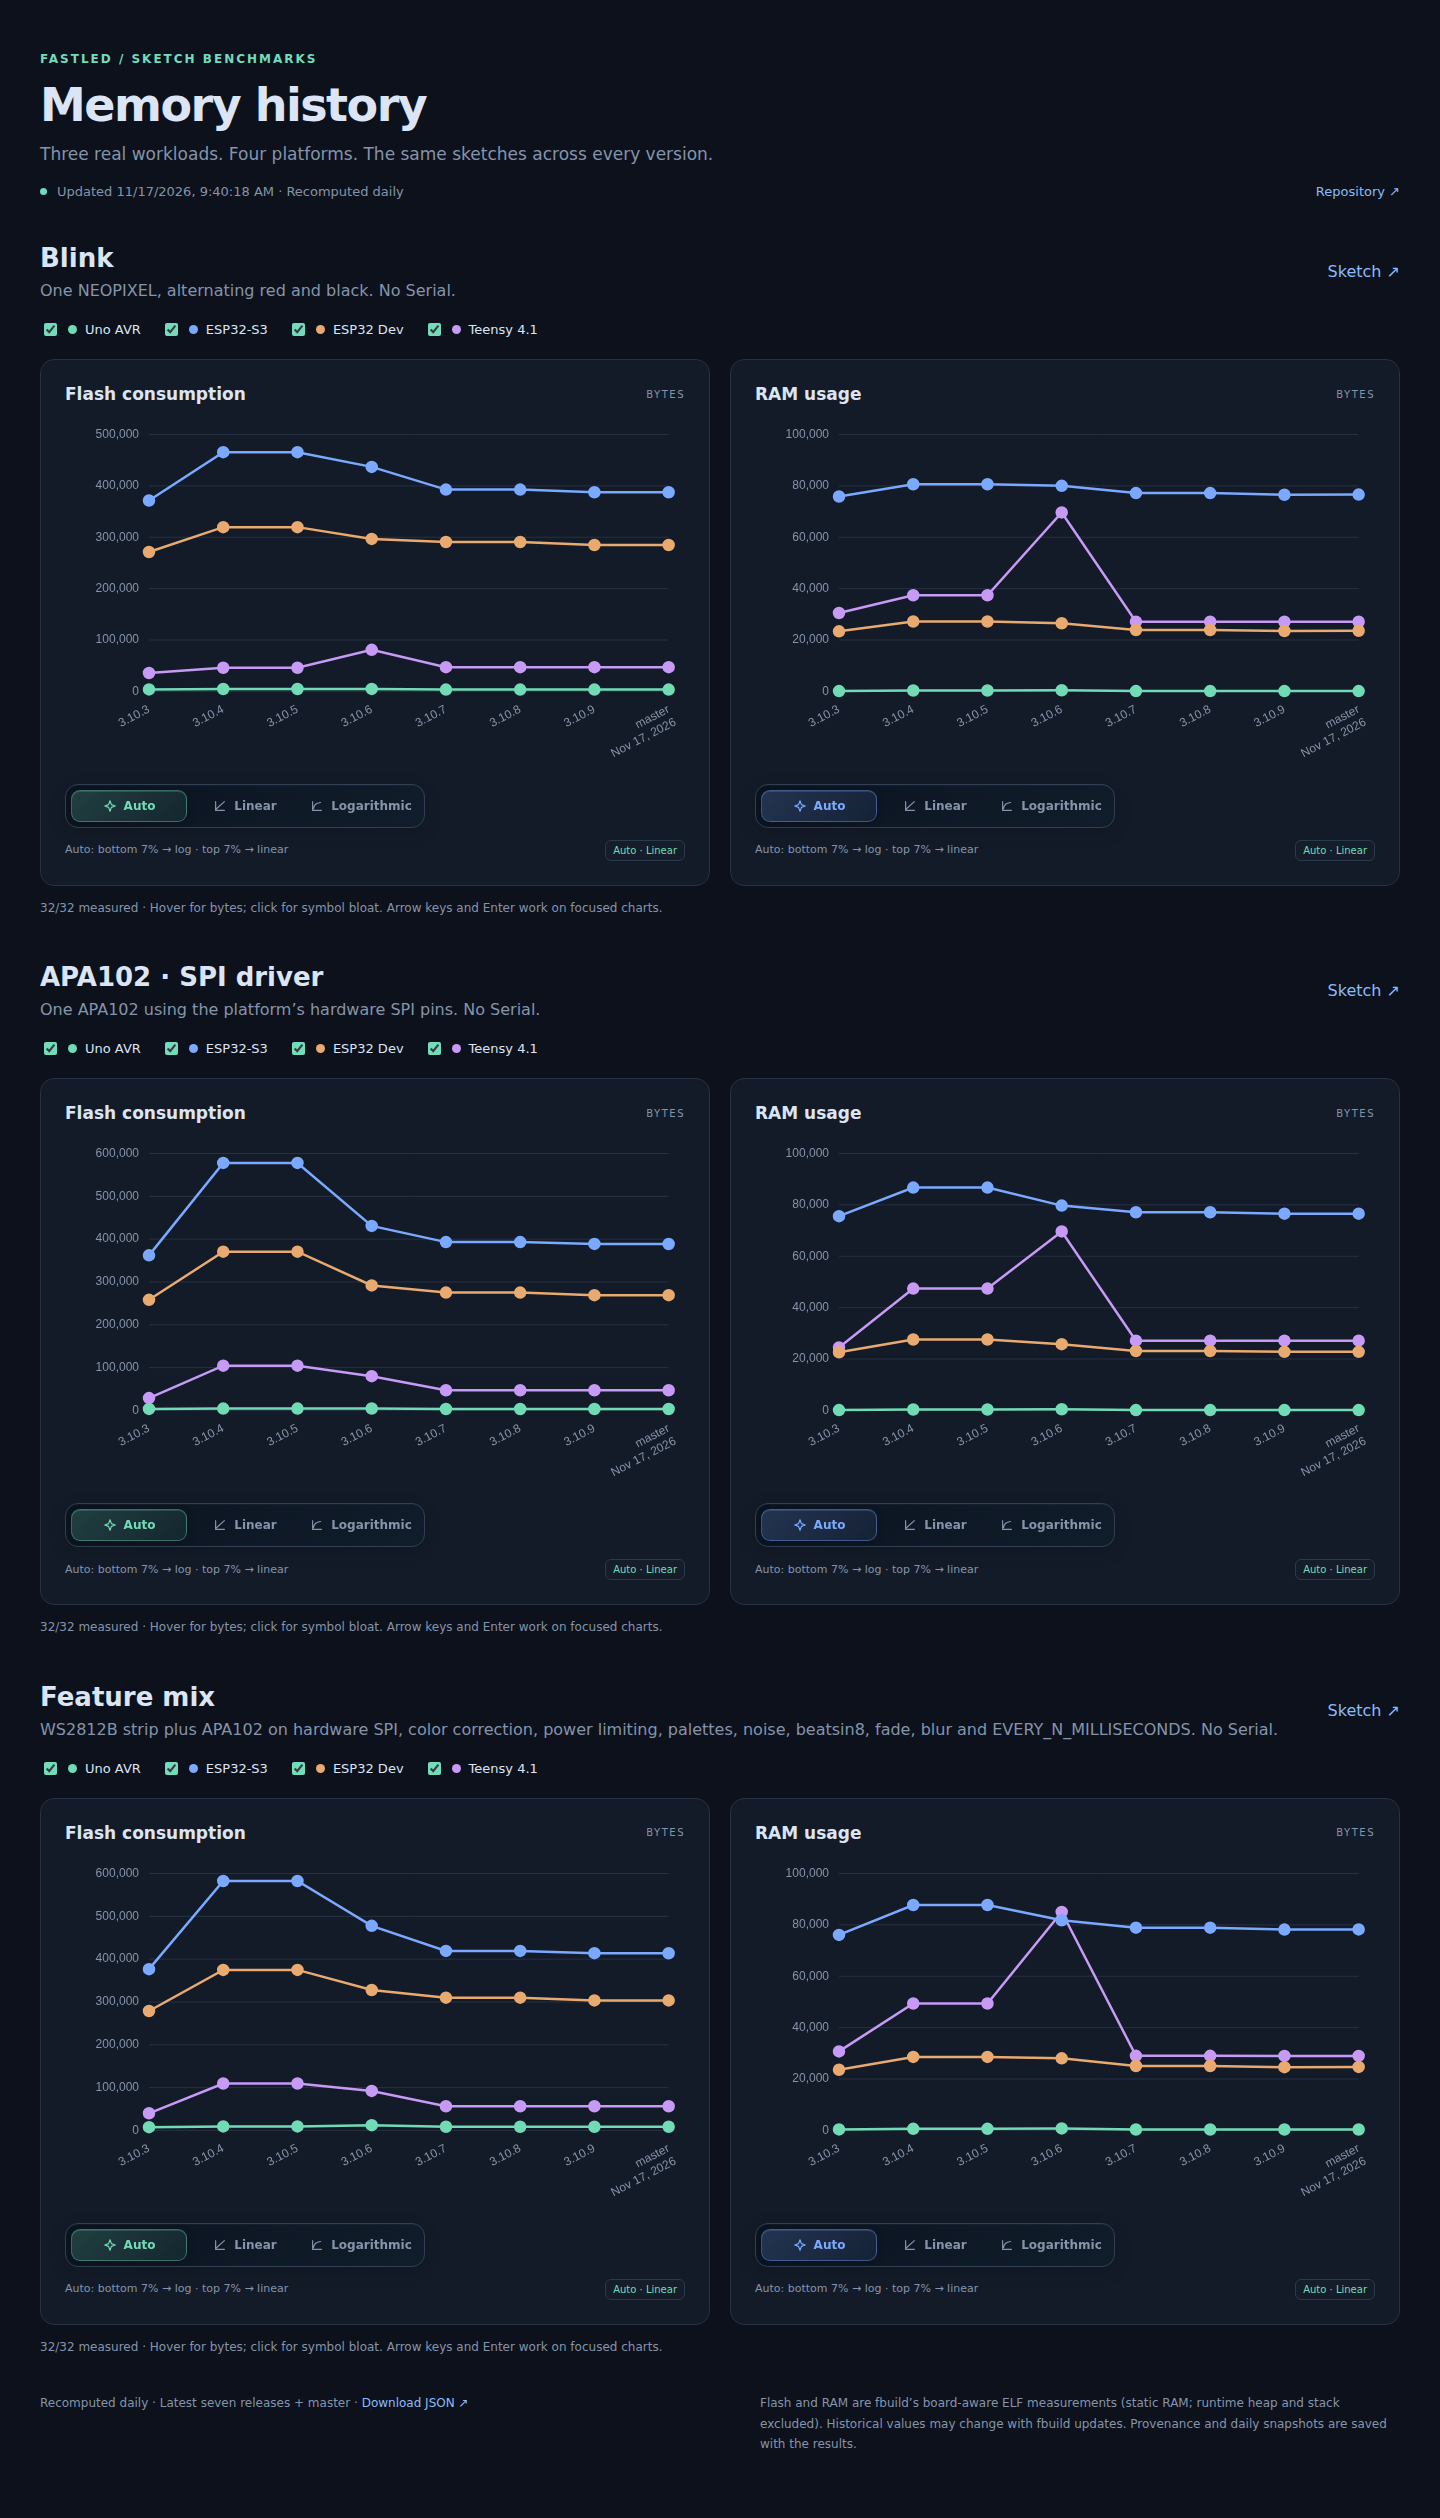 FASTLED / SKETCH BENCHMARKS
Memory history
Three real workloads. Four platforms. The same sketches across every version.
Updated 11/17/2026, 9:40:18 AM · Recomputed daily
Repository ↗
Blink
Sketch ↗
One NEOPIXEL, alternating red and black. No Serial.
Uno AVR ESP32-S3 ESP32 Dev Teensy 4.1
Flash consumption
BYTES
500,000
400,000
300,000
200,000
100,000
0
3.10.3 3.10.4 3.10.5 3.10.6 3.10.7 3.10.8 3.10.9 master
Nov 17, 2026
Auto Linear Logarithmic
Auto: bottom 7% → log · top 7% → linear
Auto · Linear
RAM usage
BYTES
100,000
80,000
60,000
40,000
20,000
0
3.10.3 3.10.4 3.10.5 3.10.6 3.10.7 3.10.8 3.10.9 master
Nov 17, 2026
Auto Linear Logarithmic
Auto: bottom 7% → log · top 7% → linear
Auto · Linear
32/32 measured · Hover for bytes; click for symbol bloat. Arrow keys and Enter work on focused charts.
APA102 · SPI driver
Sketch ↗
One APA102 using the platform’s hardware SPI pins. No Serial.
Uno AVR ESP32-S3 ESP32 Dev Teensy 4.1
Flash consumption
BYTES
600,000
500,000
400,000
300,000
200,000
100,000
0
3.10.3 3.10.4 3.10.5 3.10.6 3.10.7 3.10.8 3.10.9 master
Nov 17, 2026
Auto Linear Logarithmic
Auto: bottom 7% → log · top 7% → linear
Auto · Linear
RAM usage
BYTES
100,000
80,000
60,000
40,000
20,000
0
3.10.3 3.10.4 3.10.5 3.10.6 3.10.7 3.10.8 3.10.9 master
Nov 17, 2026
Auto Linear Logarithmic
Auto: bottom 7% → log · top 7% → linear
Auto · Linear
32/32 measured · Hover for bytes; click for symbol bloat. Arrow keys and Enter work on focused charts.
Feature mix
Sketch ↗
WS2812B strip plus APA102 on hardware SPI, color correction, power limiting, palettes, noise, beatsin8, fade, blur and EVERY_N_MILLISECONDS. No Serial.
Uno AVR ESP32-S3 ESP32 Dev Teensy 4.1
Flash consumption
BYTES
600,000
500,000
400,000
300,000
200,000
100,000
0
3.10.3 3.10.4 3.10.5 3.10.6 3.10.7 3.10.8 3.10.9 master
Nov 17, 2026
Auto Linear Logarithmic
Auto: bottom 7% → log · top 7% → linear
Auto · Linear
RAM usage
BYTES
100,000
80,000
60,000
40,000
20,000
0
3.10.3 3.10.4 3.10.5 3.10.6 3.10.7 3.10.8 3.10.9 master
Nov 17, 2026
Auto Linear Logarithmic
Auto: bottom 7% → log · top 7% → linear
Auto · Linear
32/32 measured · Hover for bytes; click for symbol bloat. Arrow keys and Enter work on focused charts.
Recomputed daily · Latest seven releases + master · Download JSON ↗
Flash and RAM are fbuild’s board-aware ELF measurements (static RAM; runtime heap and stack
excluded). Historical values may change with fbuild updates. Provenance and daily snapshots are saved
with the results.